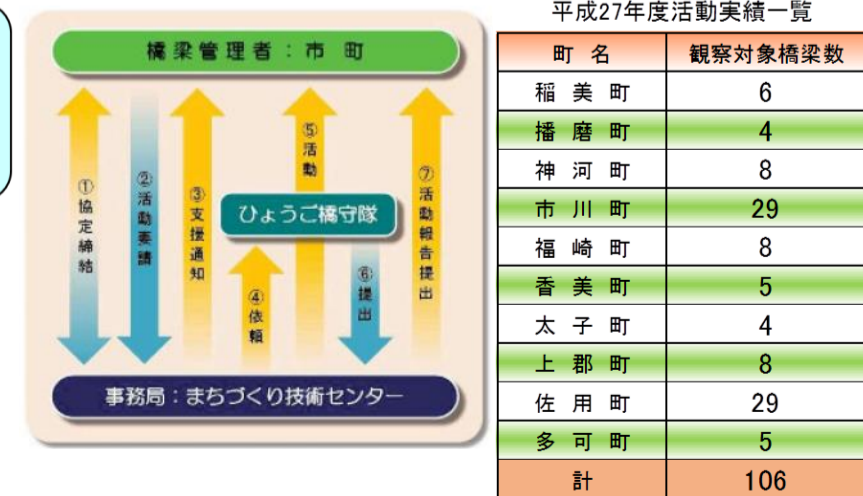 橋梁管理者：市 町
①協定締結
②活動要請
③支援通知
④依頼
⑤活動
⑥提出
⑦活動報告提出
ひょうご橋守隊
事務局：まちづくり技術センター
平成27年度活動実績一覧
町 名 観察対象橋梁数
稲 美 町 6
播 磨 町 4
神 河 町 8
市 川 町 29
福 崎 町 8
香 美 町 5
太 子 町 4
上 郡 町 8
佐 用 町 29
多 可 町 5
計 106